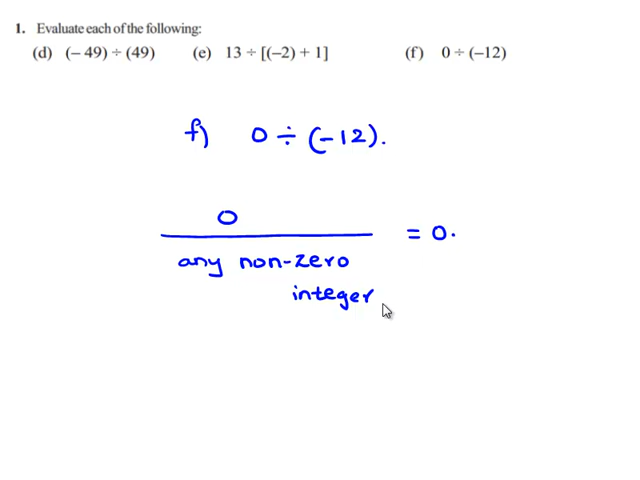 1. Evaluate each of the following:
(d) (– 49) ÷ (49) (e) 13 ÷ [(–2) + 1] (f) 0 ÷ (–12)
f) 0 ÷ (–12).
0
= 0.
any non-zero
integer